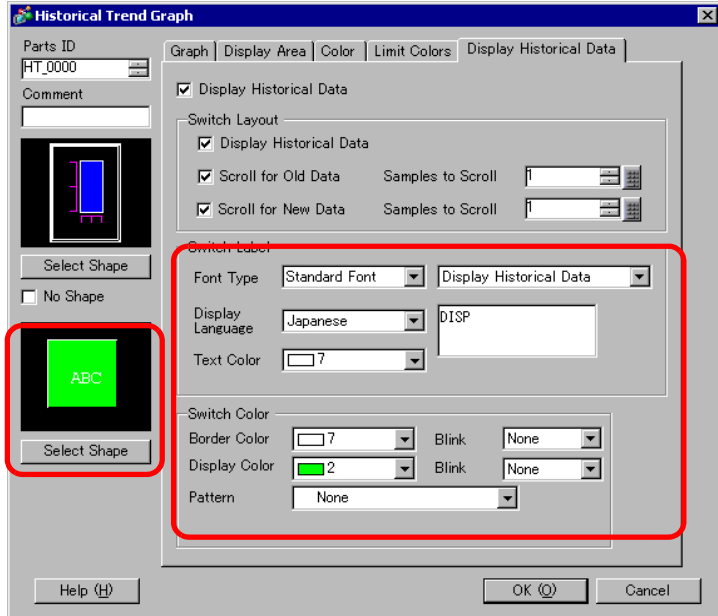 Historical Trend Graph
Parts ID
HT_0000
Comment
Select Shape
No Shape
ABC
Select Shape
Graph Display Area Color Limit Colors Display Historical Data
Display Historical Data
Switch Layout
Display Historical Data
Scroll for Old Data Samples to Scroll 1
Scroll for New Data Samples to Scroll 1
Switch Label
Font Type Standard Font Display Historical Data
Display Language Japanese DISP
Text Color 7
Switch Color
Border Color 7 Blink None
Display Color 2 Blink None
Pattern None
Help (H) OK (O) Cancel